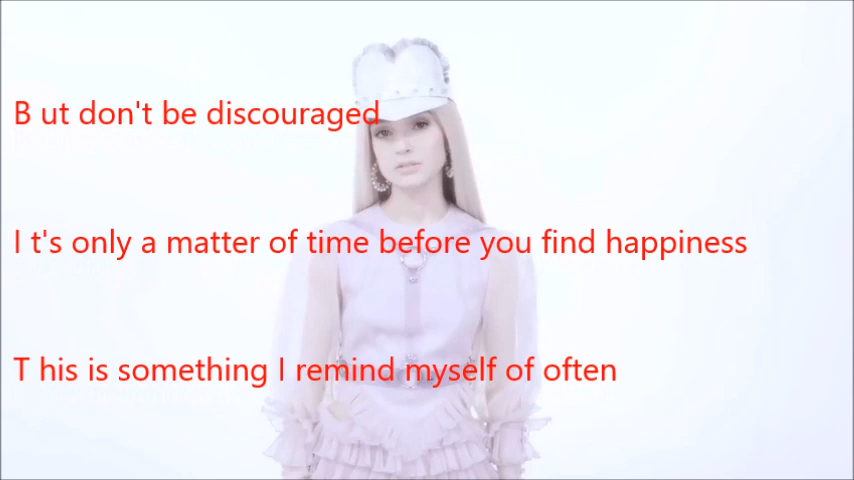 B ut don't be discouraged
I t's only a matter of time before you find happiness
T his is something I remind myself of often